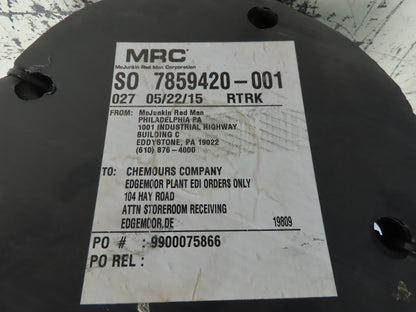 MRC
McJunkin Red Man Corporation
SO 7859420-001
027 05/22/15 RTRK
FROM: McJunkin Red Man
PHILADELPHIA PA
1001 INDUSTRIAL HIGHWAY
BUILDING C
EDDYSTONE, PA 19022
(610) 876-4000
TO: CHEMOURS COMPANY
EDGEMOOR PLANT EDI ORDERS ONLY
104 HAY ROAD
ATTN STOREROOM RECEIVING
EDGEMOOR,DE 19809
PO # : 9900075866
PO REL :